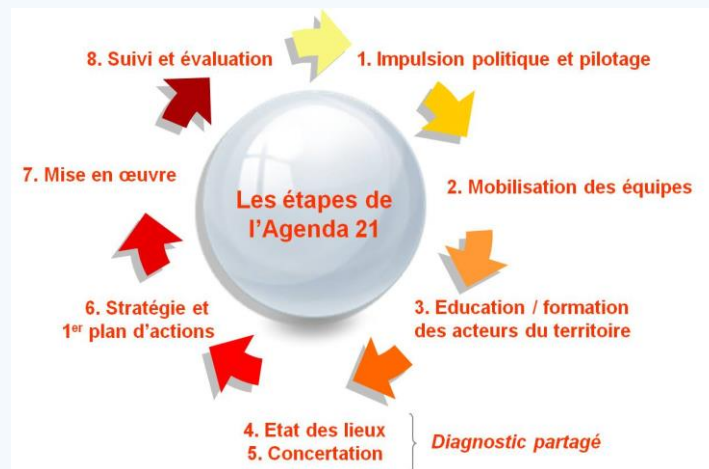 Les étapes de
l'Agenda 21
1. Impulsion politique et pilotage
2. Mobilisation des équipes
3. Education / formation
des acteurs du territoire
4. Etat des lieux
5. Concertation
Diagnostic partagé
6. Stratégie et
1er plan d'actions
7. Mise en œuvre
8. Suivi et évaluation